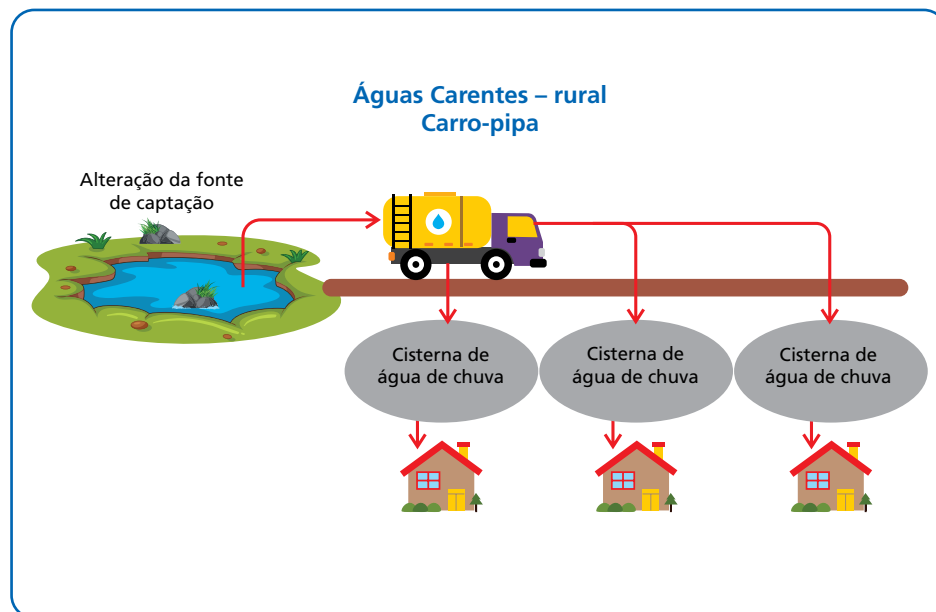 Águas Carentes – rural
Carro-pipa
Alteração da fonte
de captação
Cisterna de
água de chuva
Cisterna de
água de chuva
Cisterna de
água de chuva